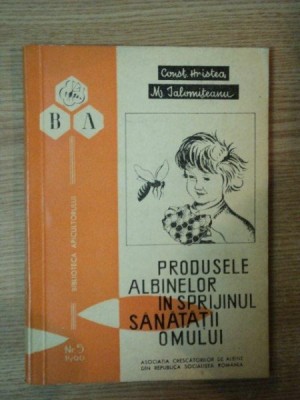 Const. Hristea
M. Ialomițeanu
B A
BIBLIOTECA APICULTORULUI
PRODUSELE
ALBINELOR
IN SPRIJINUL
SĂNĂTĂȚII
OMULUI
Nr. 5
ASOCIAȚIA CRESCĂTORILOR DE ALBINE
DIN REPUBLICA SOCIALISTĂ ROMÂNIA